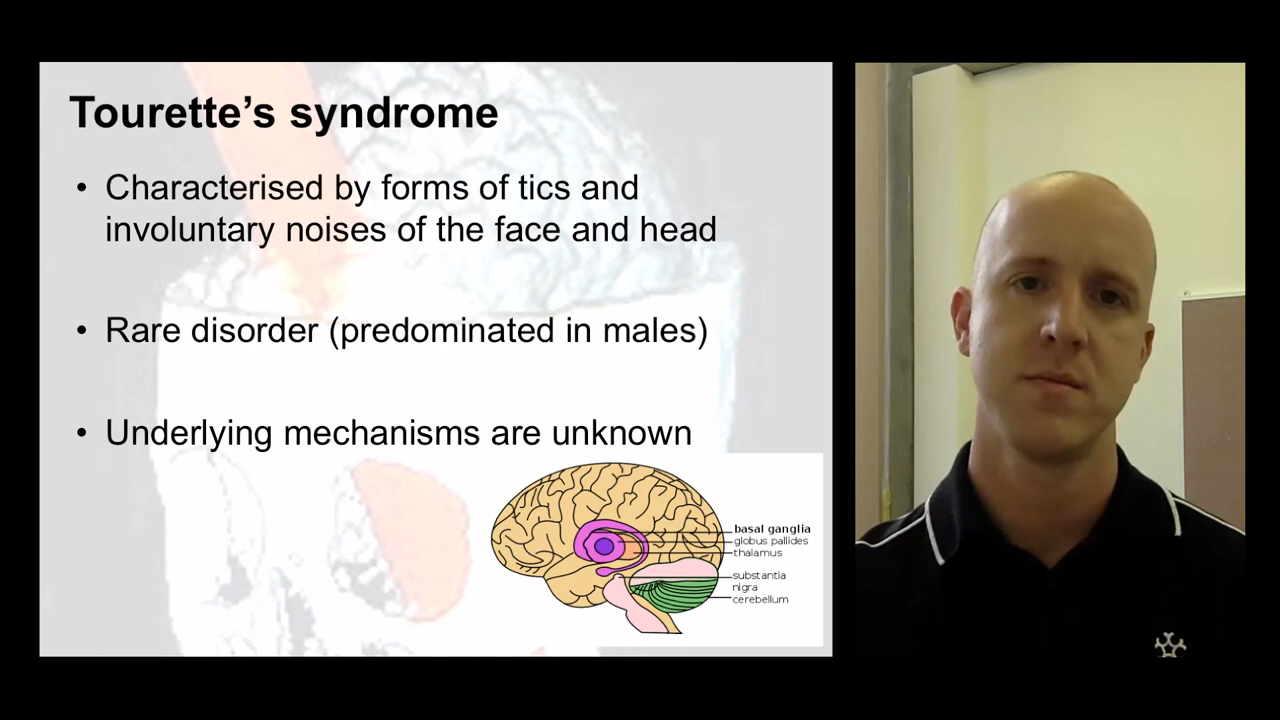 Tourette's syndrome
• Characterised by forms of tics and
involuntary noises of the face and head
• Rare disorder (predominated in males)
• Underlying mechanisms are unknown
basal ganglia
globus pallides
thalamus
substantia
nigra
cerebellum